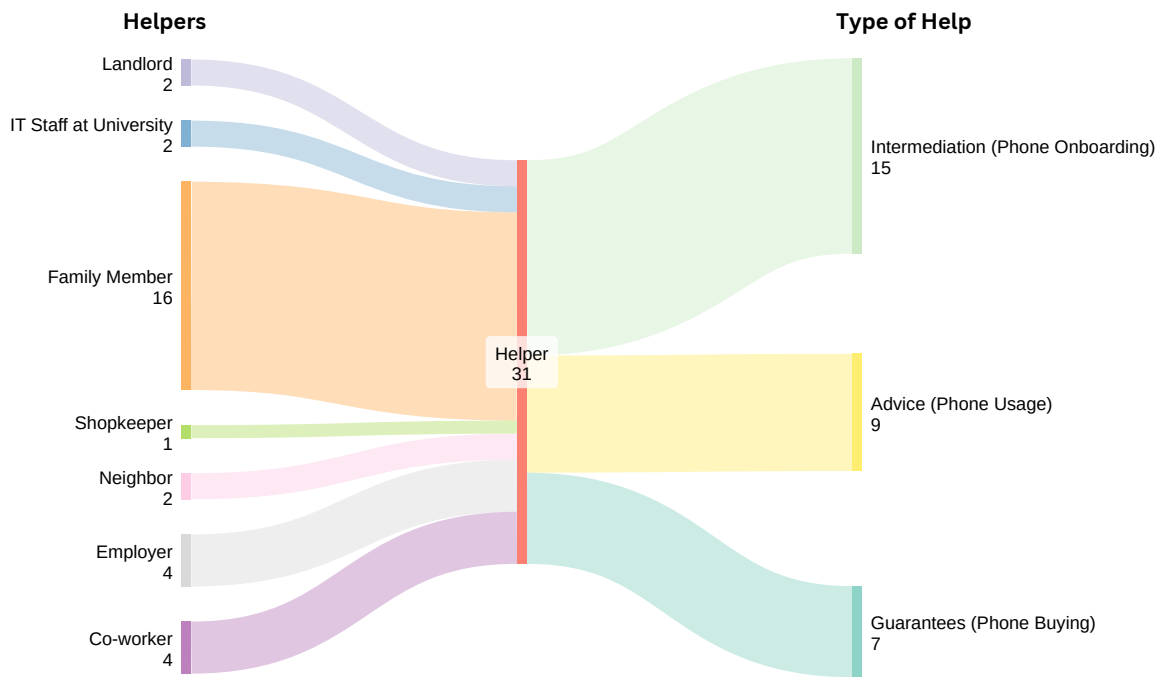 Helpers
Type of Help
Landlord
2
IT Staff at University
2
Family Member
16
Shopkeeper
1
Neighbor
2
Employer
4
Co-worker
4
Helper
31
Intermediation (Phone Onboarding)
15
Advice (Phone Usage)
9
Guarantees (Phone Buying)
7